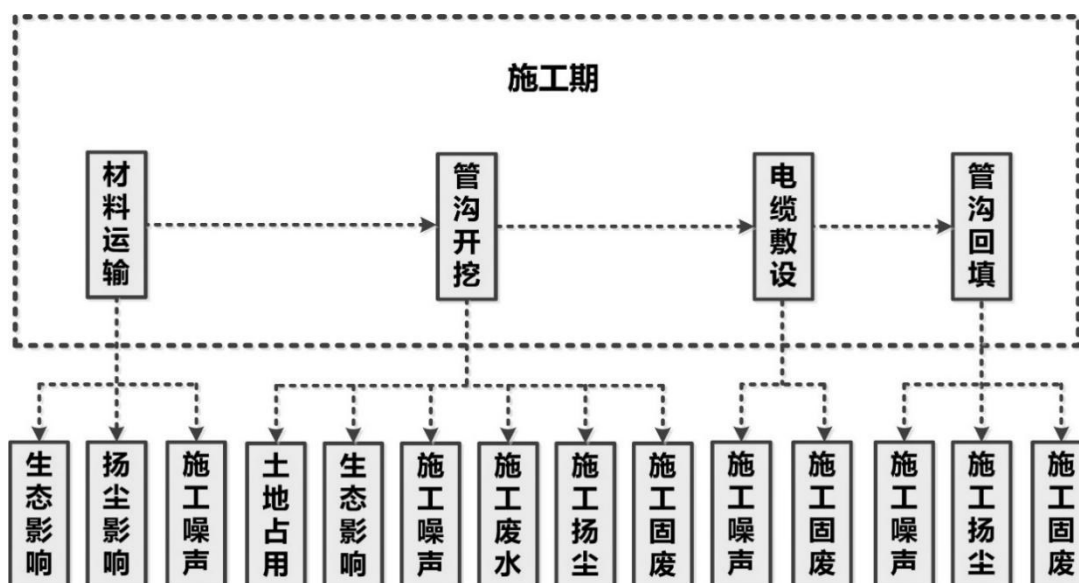 施工期
材料运输
管沟开挖
电缆敷设
管沟回填
生态影响
扬尘影响
施工噪声
土地占用
生态影响
施工噪声
施工废水
施工扬尘
施工固废
施工噪声
施工固废
施工噪声
施工扬尘
施工固废